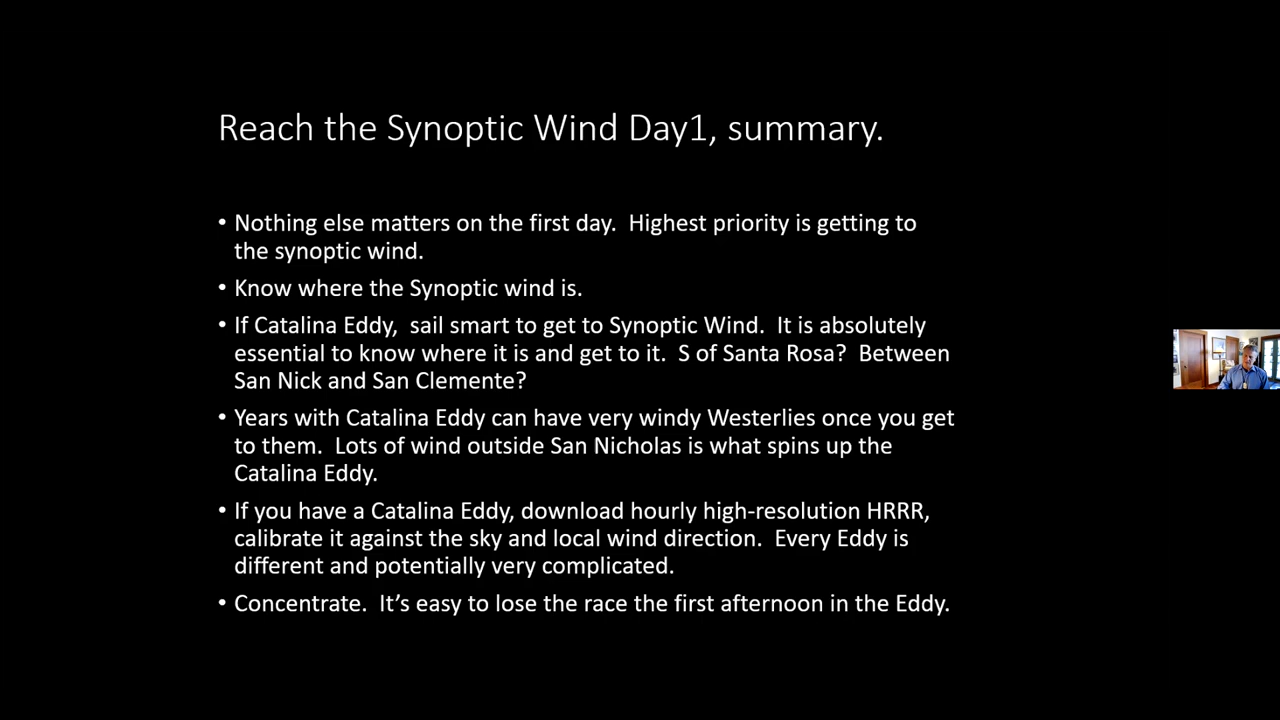 Reach the Synoptic Wind Day1, summary.
• Nothing else matters on the first day.  Highest priority is getting to
the synoptic wind.
• Know where the Synoptic wind is.
• If Catalina Eddy,  sail smart to get to Synoptic Wind.  It is absolutely
essential to know where it is and get to it.  S of Santa Rosa?  Between
San Nick and San Clemente?
• Years with Catalina Eddy can have very windy Westerlies once you get
to them.  Lots of wind outside San Nicholas is what spins up the
Catalina Eddy.
• If you have a Catalina Eddy, download hourly high-resolution HRRR,
calibrate it against the sky and local wind direction.  Every Eddy is
different and potentially very complicated.
• Concentrate.  It’s easy to lose the race the first afternoon in the Eddy.